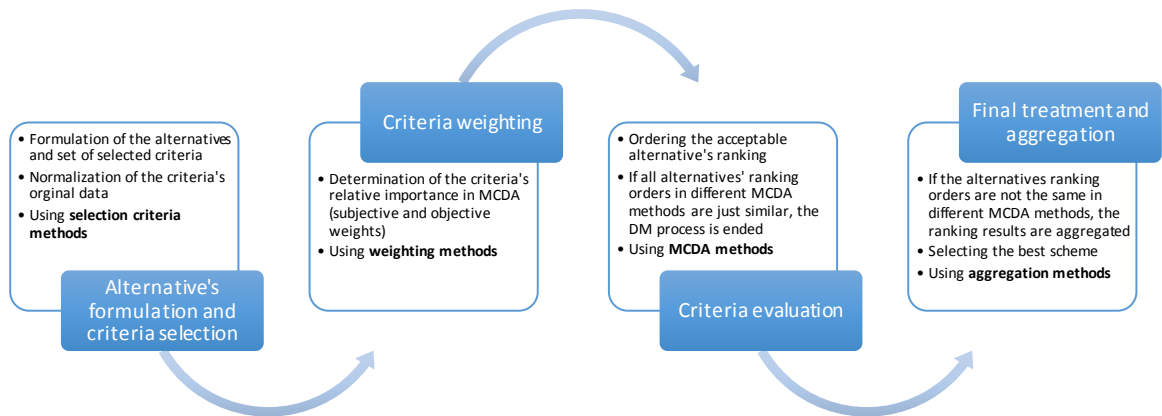 • Formulation of the alternatives
and set of selected criteria
• Normalization of the criteria's
orginal data
• Using selection criteria
methods
Alternative's
formulation and
criteria selection
Criteria weighting
• Determination of the criteria's
relative importance in MCDA
(subjective and objective
weights)
• Using weighting methods
• Ordering the acceptable
alternative's ranking
• If all alternatives' ranking
orders in different MCDA
methods are just similar, the
DM process is ended
• Using MCDA methods
Criteria evaluation
Final treatment and
aggregation
• If the alternatives ranking
orders are not the same in
different MCDA methods, the
ranking results are aggregated
• Selecting the best scheme
• Using aggregation methods